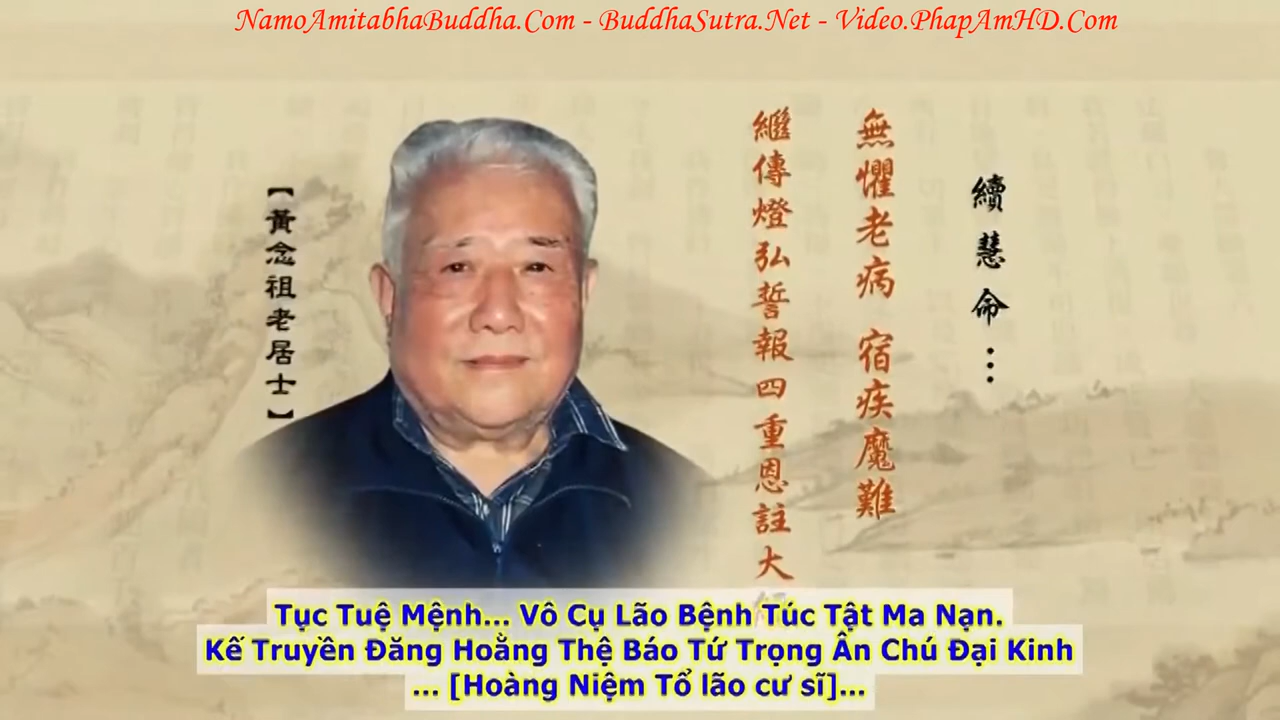 NamoAmitabhaBuddha.Com - BuddhaSutra.Net - Video.PhapAmHD.Com
續慧命…
無懼老病 宿疾魔難
繼傳燈弘誓報四重恩註大
【黃念祖老居士】
Tục Tuệ Mệnh... Vô Cụ Lão Bệnh Túc Tật Ma Nạn.
Kế Truyền Đăng Hoằng Thệ Báo Tứ Trọng Ân Chú Đại Kinh
... [Hoàng Niệm Tổ lão cư sĩ]...